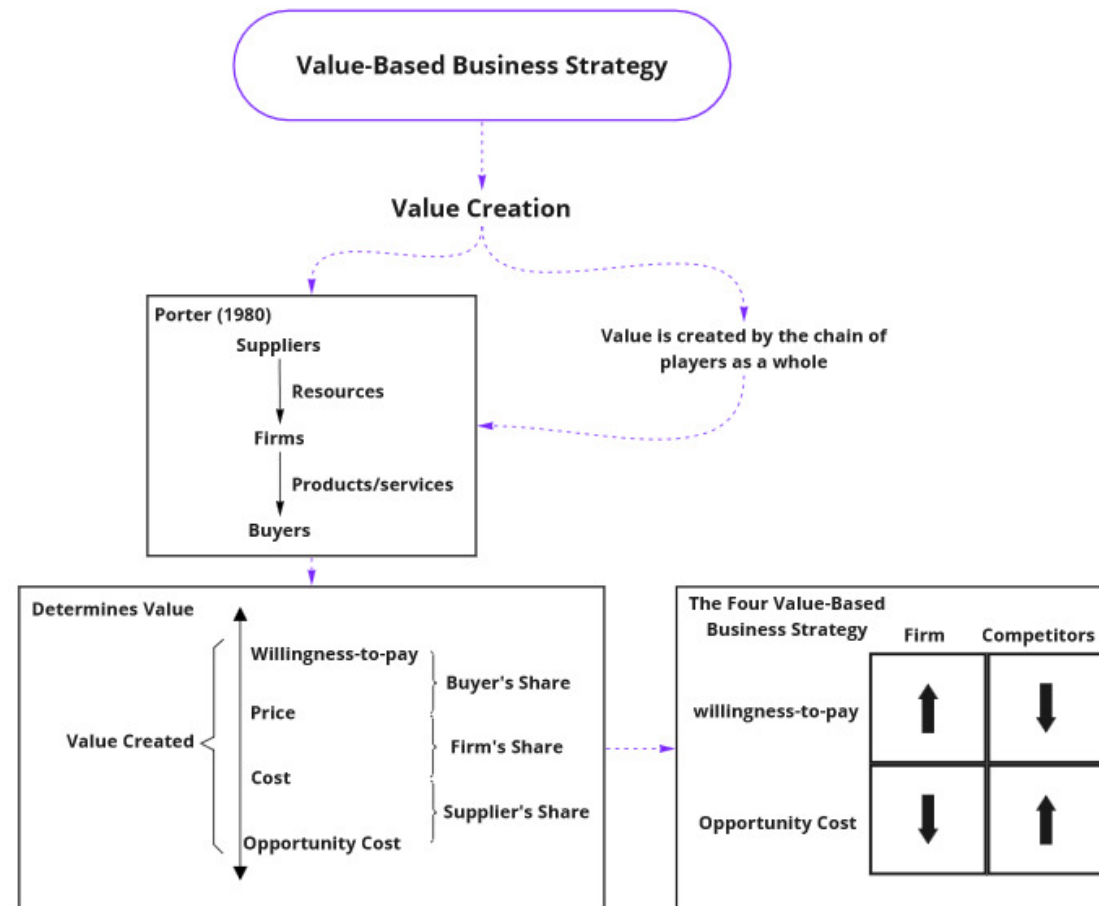 Value-Based Business Strategy
Value Creation
Porter (1980)
Suppliers
Resources
Firms
Products/services
Buyers
Value is created by the chain of
players as a whole
Determines Value
Willingness-to-pay
Buyer's Share
Price
Value Created
Firm's Share
Cost
Supplier's Share
Opportunity Cost
The Four Value-Based
Business Strategy
Firm
Competitors
willingness-to-pay
Opportunity Cost